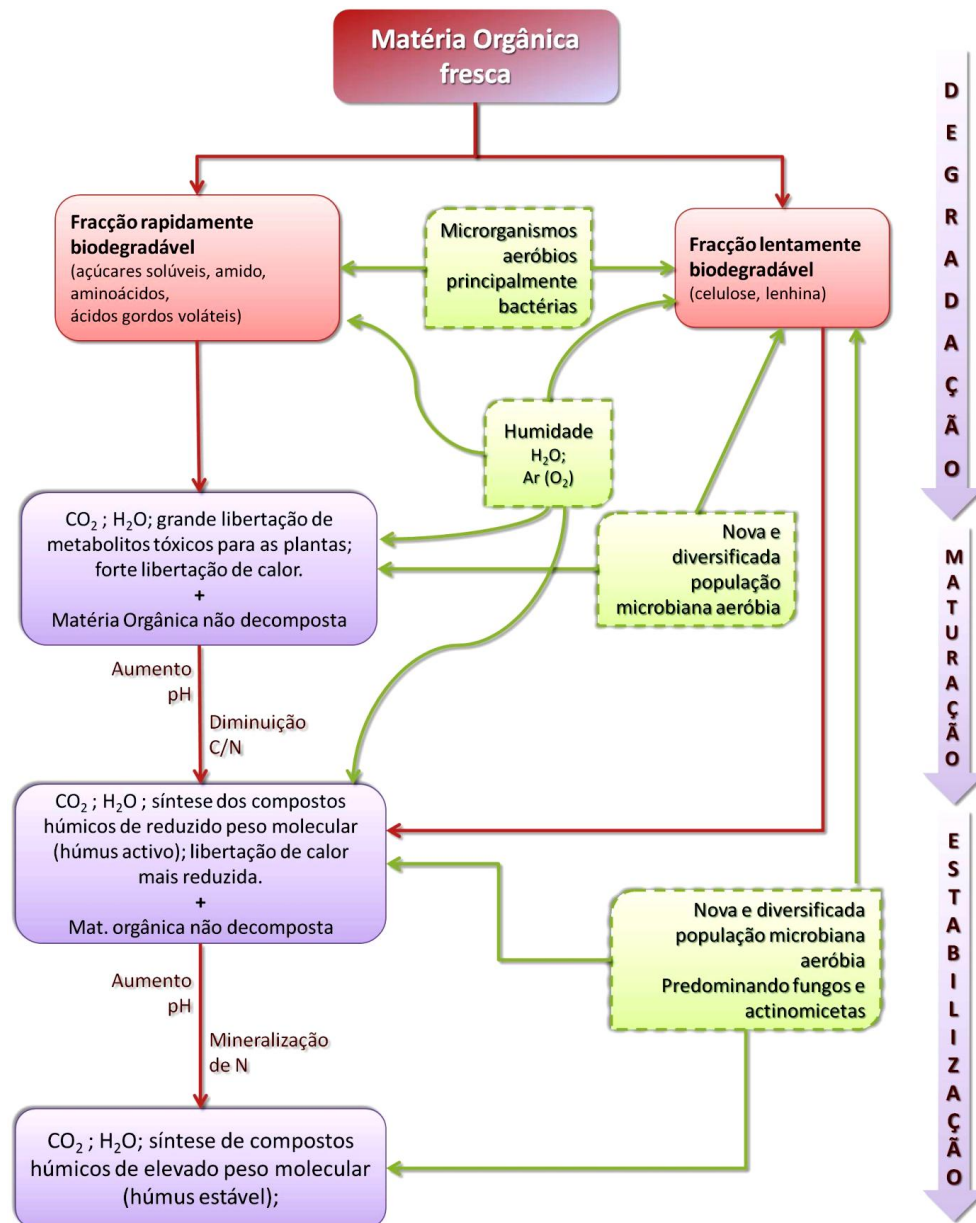 Matéria Orgânica
fresca
Fracção rapidamente
biodegradável
(açúcares solúveis, amido,
aminoácidos,
ácidos gordos voláteis)
Microrganismos
aeróbios
principalmente
bactérias
Fracção lentamente
biodegradável
(celulose, lenhina)
Humidade
H₂O;
Ar (O₂)
CO₂ ; H₂O; grande libertação de
metabolitos tóxicos para as plantas;
forte libertação de calor.
+
Matéria Orgânica não decomposta
Nova e
diversificada
população
microbiana aeróbia
Aumento
pH
Diminuição
C/N
CO₂ ; H₂O ; síntese dos compostos
húmicos de reduzido peso molecular
(húmus activo); libertação de calor
mais reduzida.
+
Mat. orgânica não decomposta
Nova e diversificada
população microbiana
aeróbia
Predominando fungos e
actinomicetas
Aumento
pH
Mineralização
de N
CO₂ ; H₂O; síntese de compostos
húmicos de elevado peso molecular
(húmus estável);
DEGRADAÇÃO
MATURAÇÃO
ESTABILIZAÇÃO